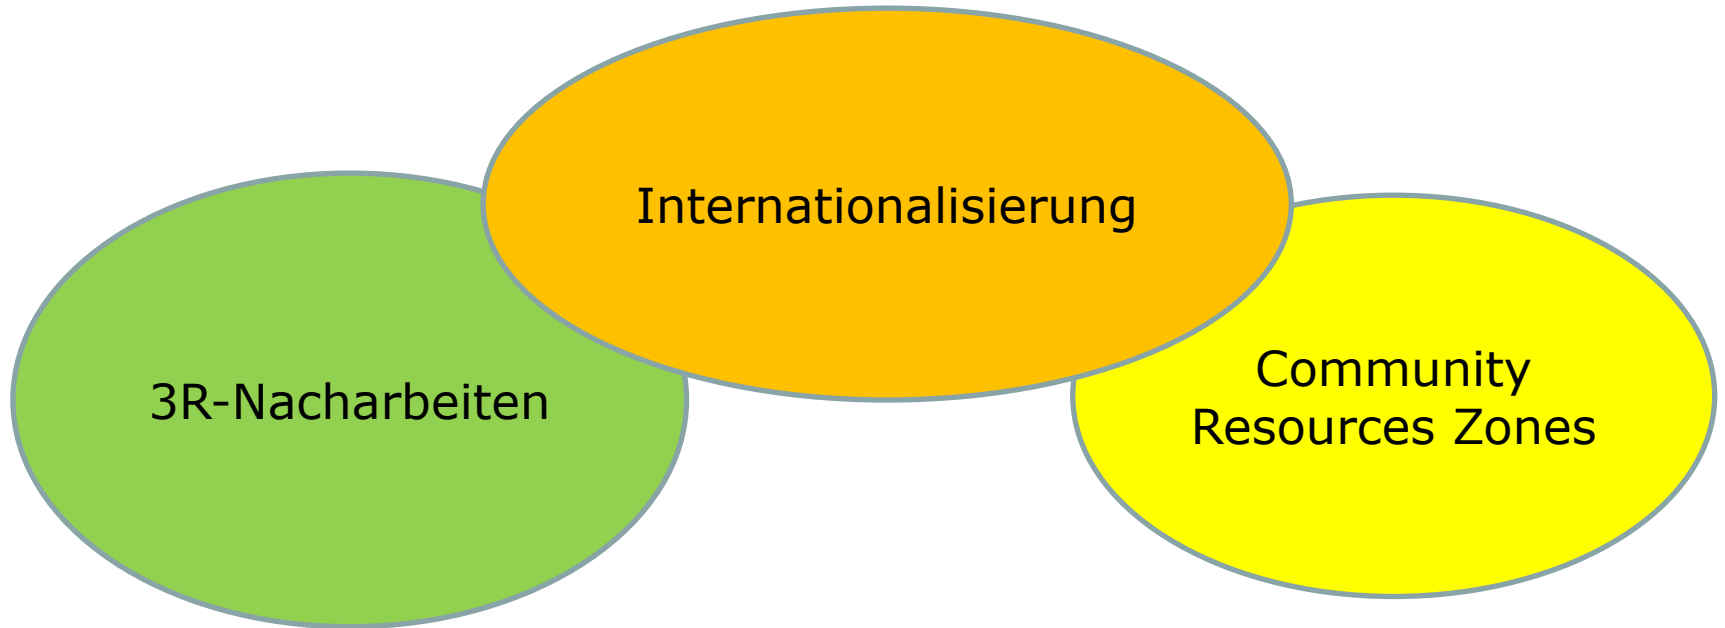 Internationalisierung
3R-Nacharbeiten
Community
Resources Zones